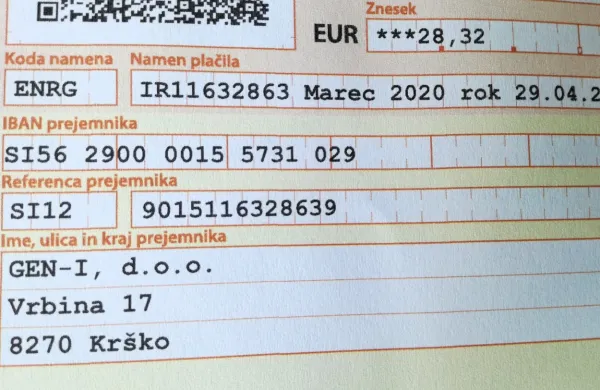 Znesek
EUR ***28,32
Koda namena Namen plačila
ENRG IR11632863 Marec 2020 rok 29.04.2
IBAN prejemnika
SI56 2900 0015 5731 029
Referenca prejemnika
SI12 9015116328639
Ime, ulica in kraj prejemnika
GEN-I, d.o.o.
Vrbina 17
8270 Krško